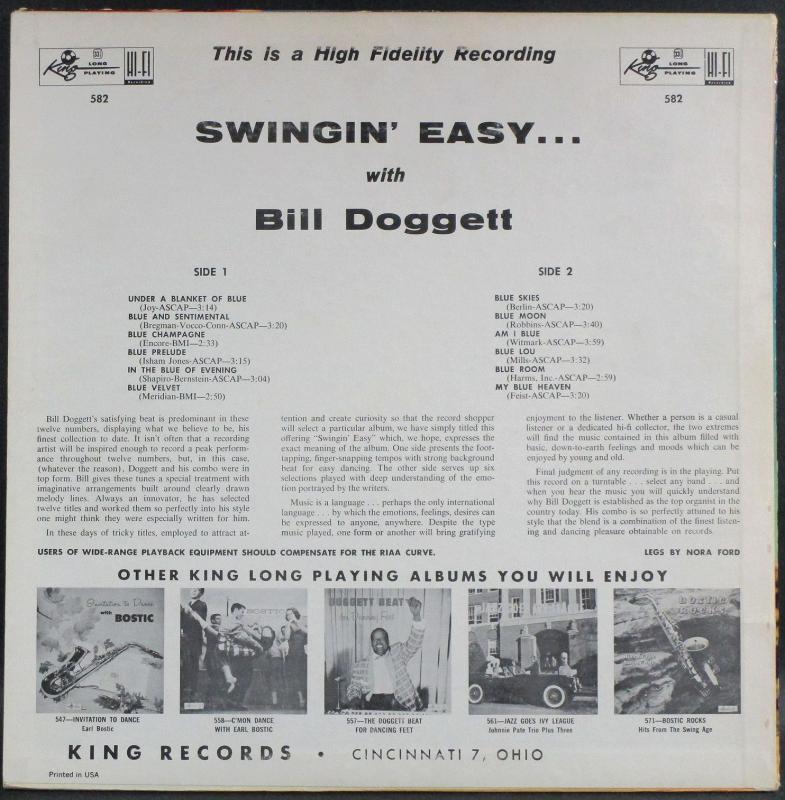 This is a High Fidelity Recording
King
33
LONG
PLAYING
HI-FI
Recording
582
King
33
LONG
PLAYING
HI-FI
Recording
582
SWINGIN' EASY...
with
Bill Doggett
SIDE 1
UNDER A BLANKET OF BLUE
(Joy-ASCAP—3:14)
BLUE AND SENTIMENTAL
(Bregman-Vocco-Conn-ASCAP—3:20)
BLUE CHAMPAGNE
(Encore-BMI—2:33)
BLUE PRELUDE
(Isham Jones-ASCAP—3:15)
IN THE BLUE OF EVENING
(Shapiro-Bernstein-ASCAP—3:04)
BLUE VELVET
(Meridian-BMI—2:50)
SIDE 2
BLUE SKIES
(Berlin-ASCAP—3:20)
BLUE MOON
(Robbins-ASCAP—3:40)
AM I BLUE
(Witmark-ASCAP—3:59)
BLUE LOU
(Mills-ASCAP—3:32)
BLUE ROOM
(Harms, Inc.-ASCAP—2:59)
MY BLUE HEAVEN
(Feist-ASCAP—3:20)
Bill Doggett's satisfying beat is predominant in these
twelve numbers, displaying what we believe to be, his
finest collection to date. It isn't often that a recording
artist will be inspired enough to record a peak perform-
ance throughout twelve numbers, but, in this case,
(whatever the reason), Doggett and his combo were in
top form. Bill gives these tunes a special treatment with
imaginative arrangements built around clearly drawn
melody lines. Always an innovator, he has selected
twelve titles and worked them so perfectly into his style
one might think they were especially written for him.
In these days of tricky titles, employed to attract at-
tention and create curiosity so that the record shopper
will select a particular album, we have simply titled this
offering "Swingin' Easy" which, we hope, expresses the
exact meaning of the album. One side presents the foot-
tapping, finger-snapping tempos with strong background
beat for easy dancing. The other side serves up six
selections played with deep understanding of the emo-
tion portrayed by the writers.
Music is a language . . . perhaps the only international
language . . . by which the emotions, feelings, desires can
be expressed to anyone, anywhere. Despite the type
music played, one form or another will bring gratifying
enjoyment to the listener. Whether a person is a casual
listener or a dedicated hi-fi collector, the two extremes
will find the music contained in this album filled with
basic, down-to-earth feelings and moods which can be
enjoyed by young and old.
Final judgment of any recording is in the playing. Put
this record on a turntable . . . select any band . . . and
when you hear the music you will quickly understand
why Bill Doggett is established as the top organist in the
country today. His combo is so perfectly attuned to his
style that the blend is a combination of the finest listen-
ing and dancing pleasure obtainable on records.
USERS OF WIDE-RANGE PLAYBACK EQUIPMENT SHOULD COMPENSATE FOR THE RIAA CURVE.
LEGS BY NORA FORD
OTHER KING LONG PLAYING ALBUMS YOU WILL ENJOY
Invitation to Dance
with BOSTIC
BOSTIC
DOGGETT BEAT
for Dancing Feet
JAZZ GOES IVY LEAGUE
BOSTIC
ROCKS
547—INVITATION TO DANCE
Earl Bostic
558—C'MON DANCE
WITH EARL BOSTIC
557—THE DOGGETT BEAT
FOR DANCING FEET
561—JAZZ GOES IVY LEAGUE
Johnnie Pate Trio Plus Three
571—BOSTIC ROCKS
Hits From The Swing Age
KING RECORDS • CINCINNATI 7, OHIO
Printed in USA